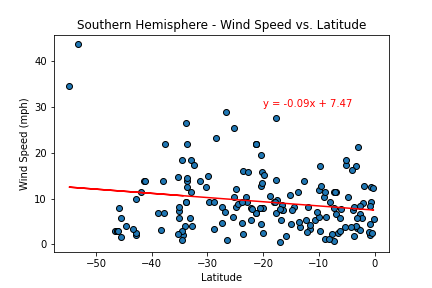 Southern Hemisphere - Wind Speed vs. Latitude
40
30
20
10
0
Wind Speed (mph)
y = -0.09x + 7.47
−50
−40
−30
−20
−10
0
Latitude